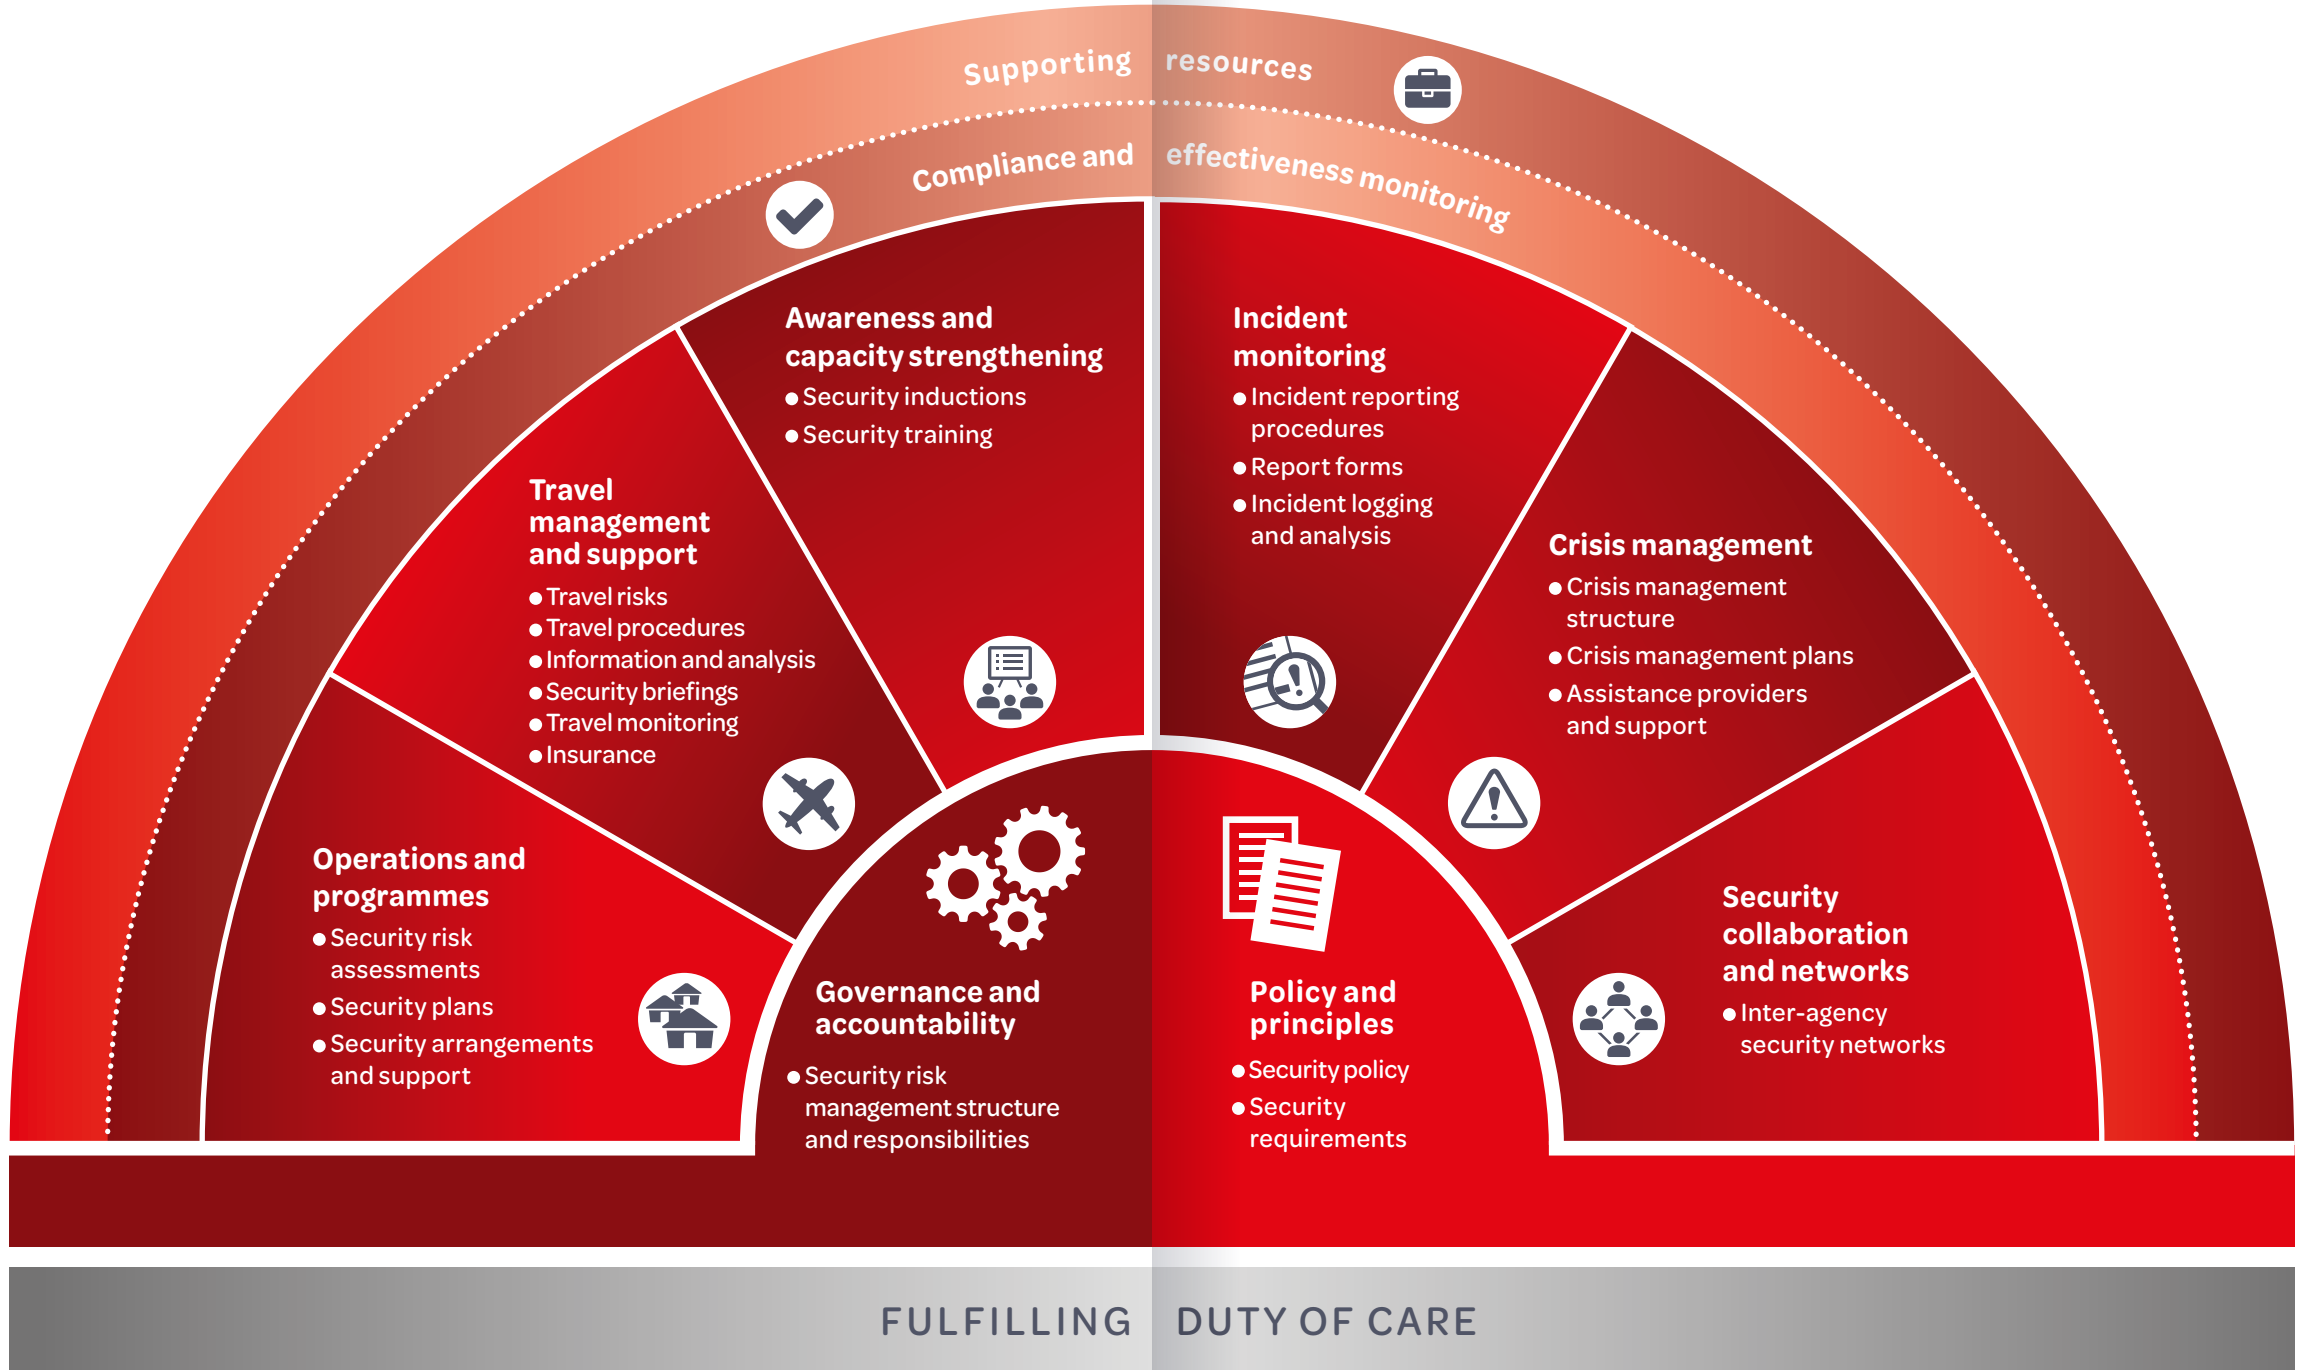 Supporting resources
Compliance and effectiveness monitoring
Awareness and
capacity strengthening
Security inductions
Security training
Incident
monitoring
Incident reporting
procedures
Report forms
Incident logging
and analysis
Travel
management
and support
Travel risks
Travel procedures
Information and analysis
Security briefings
Travel monitoring
Insurance
Crisis management
Crisis management
structure
Crisis management plans
Assistance providers
and support
Operations and
programmes
Security risk
assessments
Security plans
Security arrangements
and support
Security
collaboration
and networks
Inter-agency
security networks
Governance and
accountability
Security risk
management structure
and responsibilities
Policy and
principles
Security policy
Security
requirements
FULFILLING DUTY OF CARE